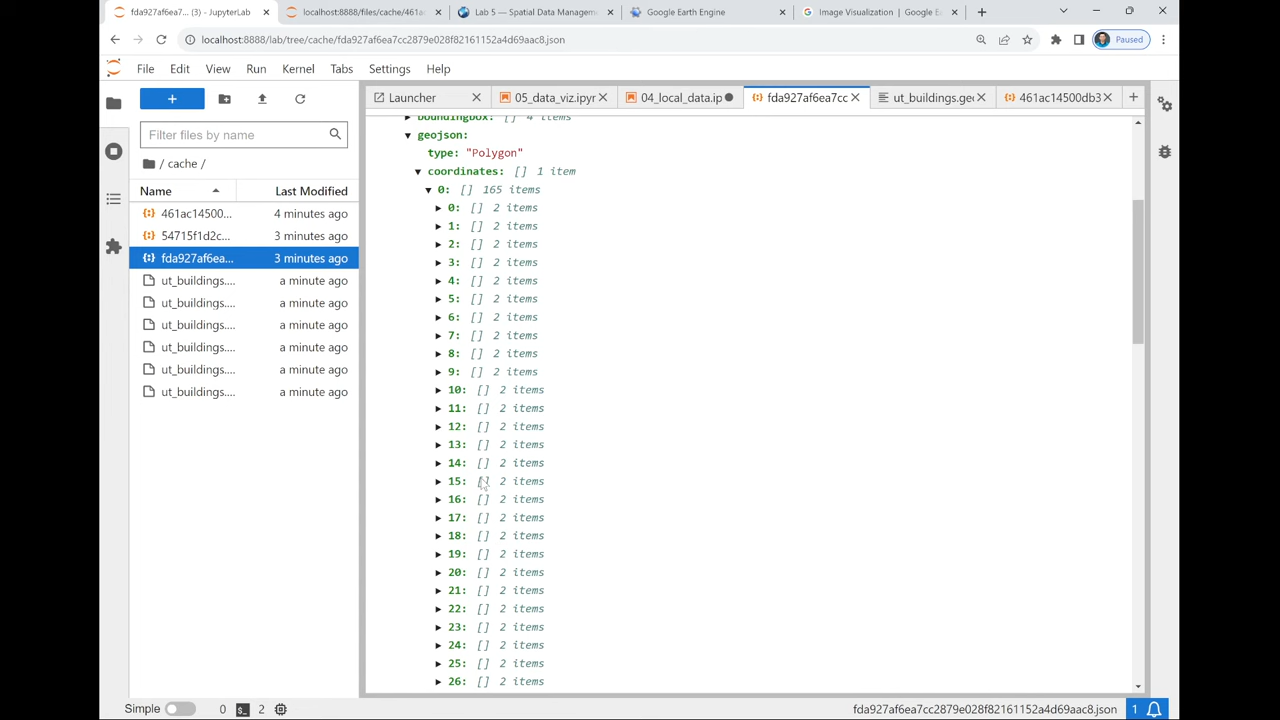 fda927af6ea7... (3) - JupyterLab
localhost:8888/files/cache/461a
Lab 5 — Spatial Data Managem
Google Earth Engine
Image Visualization | Google E
localhost:8888/lab/tree/cache/fda927af6ea7cc2879e028f82161152a4d69aac8.json
Paused
File Edit View Run Kernel Tabs Settings Help
Launcher
05_data_viz.ipyr
04_local_data.ip
fda927af6ea7cc
ut_buildings.geo
461ac14500db3
Filter files by name
/ cache /
Name Last Modified
461ac14500... 4 minutes ago
54715f1d2c... 3 minutes ago
fda927af6ea... 3 minutes ago
ut_buildings.... a minute ago
ut_buildings.... a minute ago
ut_buildings.... a minute ago
ut_buildings.... a minute ago
ut_buildings.... a minute ago
ut_buildings.... a minute ago
boundingbox: [] 4 items
geojson:
type: "Polygon"
coordinates: [] 1 item
0: [] 165 items
0: [] 2 items
1: [] 2 items
2: [] 2 items
3: [] 2 items
4: [] 2 items
5: [] 2 items
6: [] 2 items
7: [] 2 items
8: [] 2 items
9: [] 2 items
10: [] 2 items
11: [] 2 items
12: [] 2 items
13: [] 2 items
14: [] 2 items
15: [] 2 items
16: [] 2 items
17: [] 2 items
18: [] 2 items
19: [] 2 items
20: [] 2 items
21: [] 2 items
22: [] 2 items
23: [] 2 items
24: [] 2 items
25: [] 2 items
26: [] 2 items
Simple 0 2 fda927af6ea7cc2879e028f82161152a4d69aac8.json 1